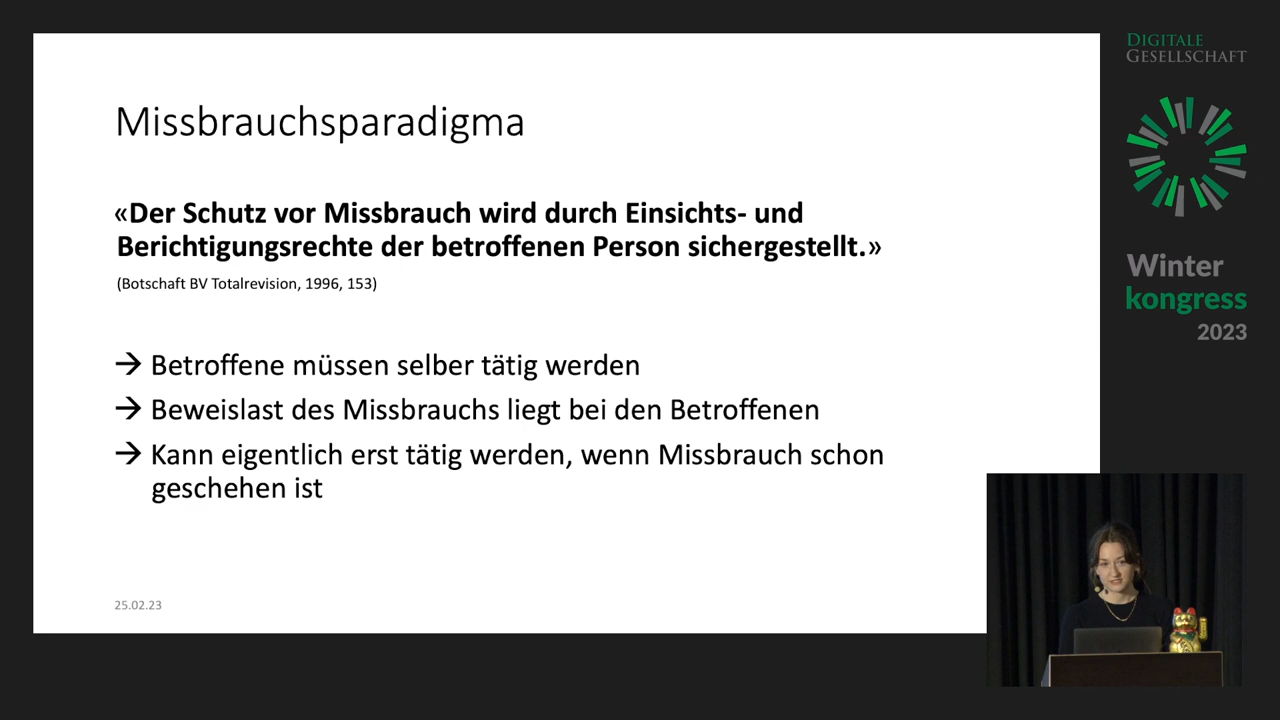 Missbrauchsparadigma
«Der Schutz vor Missbrauch wird durch Einsichts- und
Berichtigungsrechte der betroffenen Person sichergestellt.»
(Botschaft BV Totalrevision, 1996, 153)
→ Betroffene müssen selber tätig werden
→ Beweislast des Missbrauchs liegt bei den Betroffenen
→ Kann eigentlich erst tätig werden, wenn Missbrauch schon
geschehen ist
25.02.23
DIGITALE
GESELLSCHAFT
Winter
kongress
2023